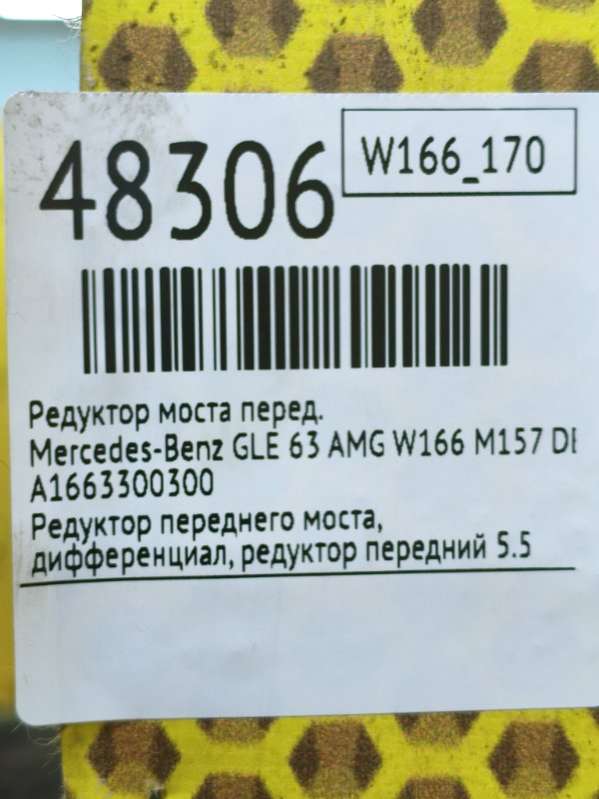 48306
W166_170
Редуктор моста перед.
Mercedes-Benz GLE 63 AMG W166 M157
A1663300300
Редуктор переднего моста,
дифференциал, редуктор передний 5.5